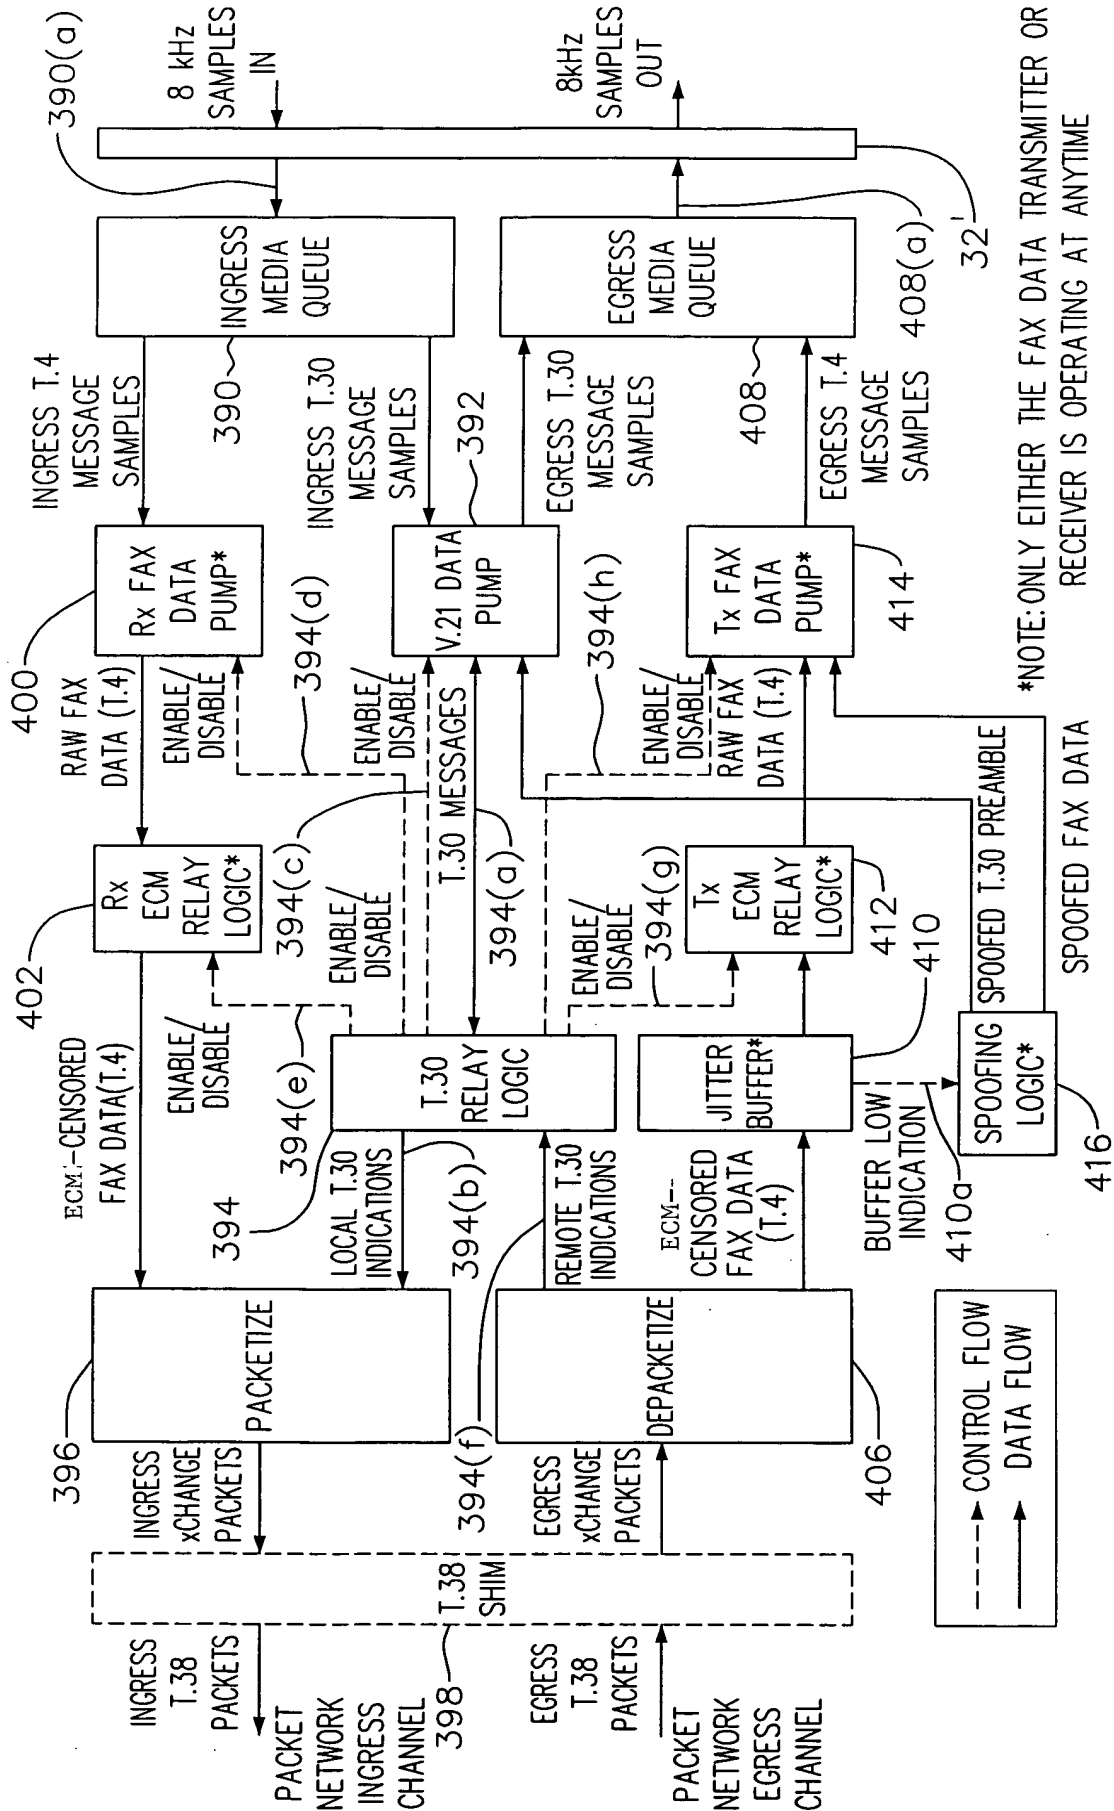 8 kHz
SAMPLES
IN
390(a)
8kHz
SAMPLES
OUT
32'
INGRESS
MEDIA
QUEUE
390
EGRESS
MEDIA
QUEUE
408
408(a)
INGRESS T.4
MESSAGE
SAMPLES
INGRESS T.30
MESSAGE
SAMPLES
EGRESS T.30
MESSAGE
SAMPLES
EGRESS T.4
MESSAGE
SAMPLES
Rx FAX
DATA
PUMP*
400
V.21 DATA
PUMP
392
Tx FAX
DATA
PUMP*
414
RAW FAX
DATA (T.4)
ENABLE/
DISABLE
394(d)
ENABLE/
DISABLE
394(c)
T.30 MESSAGES
394(a)
394(h)
ENABLE/
DISABLE
RAW FAX
DATA (T.4)
Rx
ECM
RELAY
LOGIC*
402
ENABLE/
DISABLE
394(g)
ENABLE/
DISABLE
Tx
ECM
RELAY
LOGIC*
412
ECM-CENSORED
FAX DATA(T.4)
ENABLE/
DISABLE
394(e)
T.30
RELAY
LOGIC
394
JITTER
BUFFER*
410
SPOOFING
LOGIC*
416
SPOOFED T.30 PREAMBLE
SPOOFED FAX DATA
LOCAL T.30
INDICATIONS
394(b)
REMOTE T.30
INDICATIONS
394(f)
ECM-
CENSORED
FAX DATA
(T.4)
BUFFER LOW
INDICATION
410a
PACKETIZE
396
DEPACKETIZE
406
INGRESS
xCHANGE
PACKETS
EGRESS
xCHANGE
PACKETS
T.38
SHIM
398
INGRESS
T.38
PACKETS
EGRESS
T.38
PACKETS
PACKET
NETWORK
INGRESS
CHANNEL
PACKET
NETWORK
EGRESS
CHANNEL
CONTROL FLOW
DATA FLOW
*NOTE: ONLY EITHER THE FAX DATA TRANSMITTER OR
RECEIVER IS OPERATING AT ANYTIME